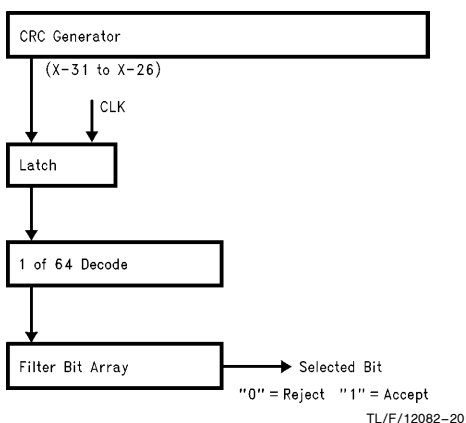 CRC Generator
(X-31 to X-26)
CLK
Latch
1 of 64 Decode
Filter Bit Array
Selected Bit
"0" = Reject "1" = Accept
TL/F/12082–20